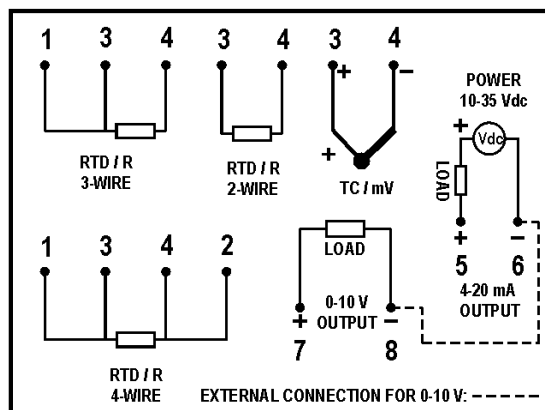 1 3 4 3 4 3 4
+ −
+
RTD / R
3-WIRE
RTD / R
2-WIRE
TC / mV
POWER
10-35 Vdc
+
Vdc
LOAD
+ −
5 6
4-20 mA
OUTPUT
1 3 4 2
RTD / R
4-WIRE
LOAD
+ −
0-10 V
OUTPUT
7 8
EXTERNAL CONNECTION FOR 0-10 V: